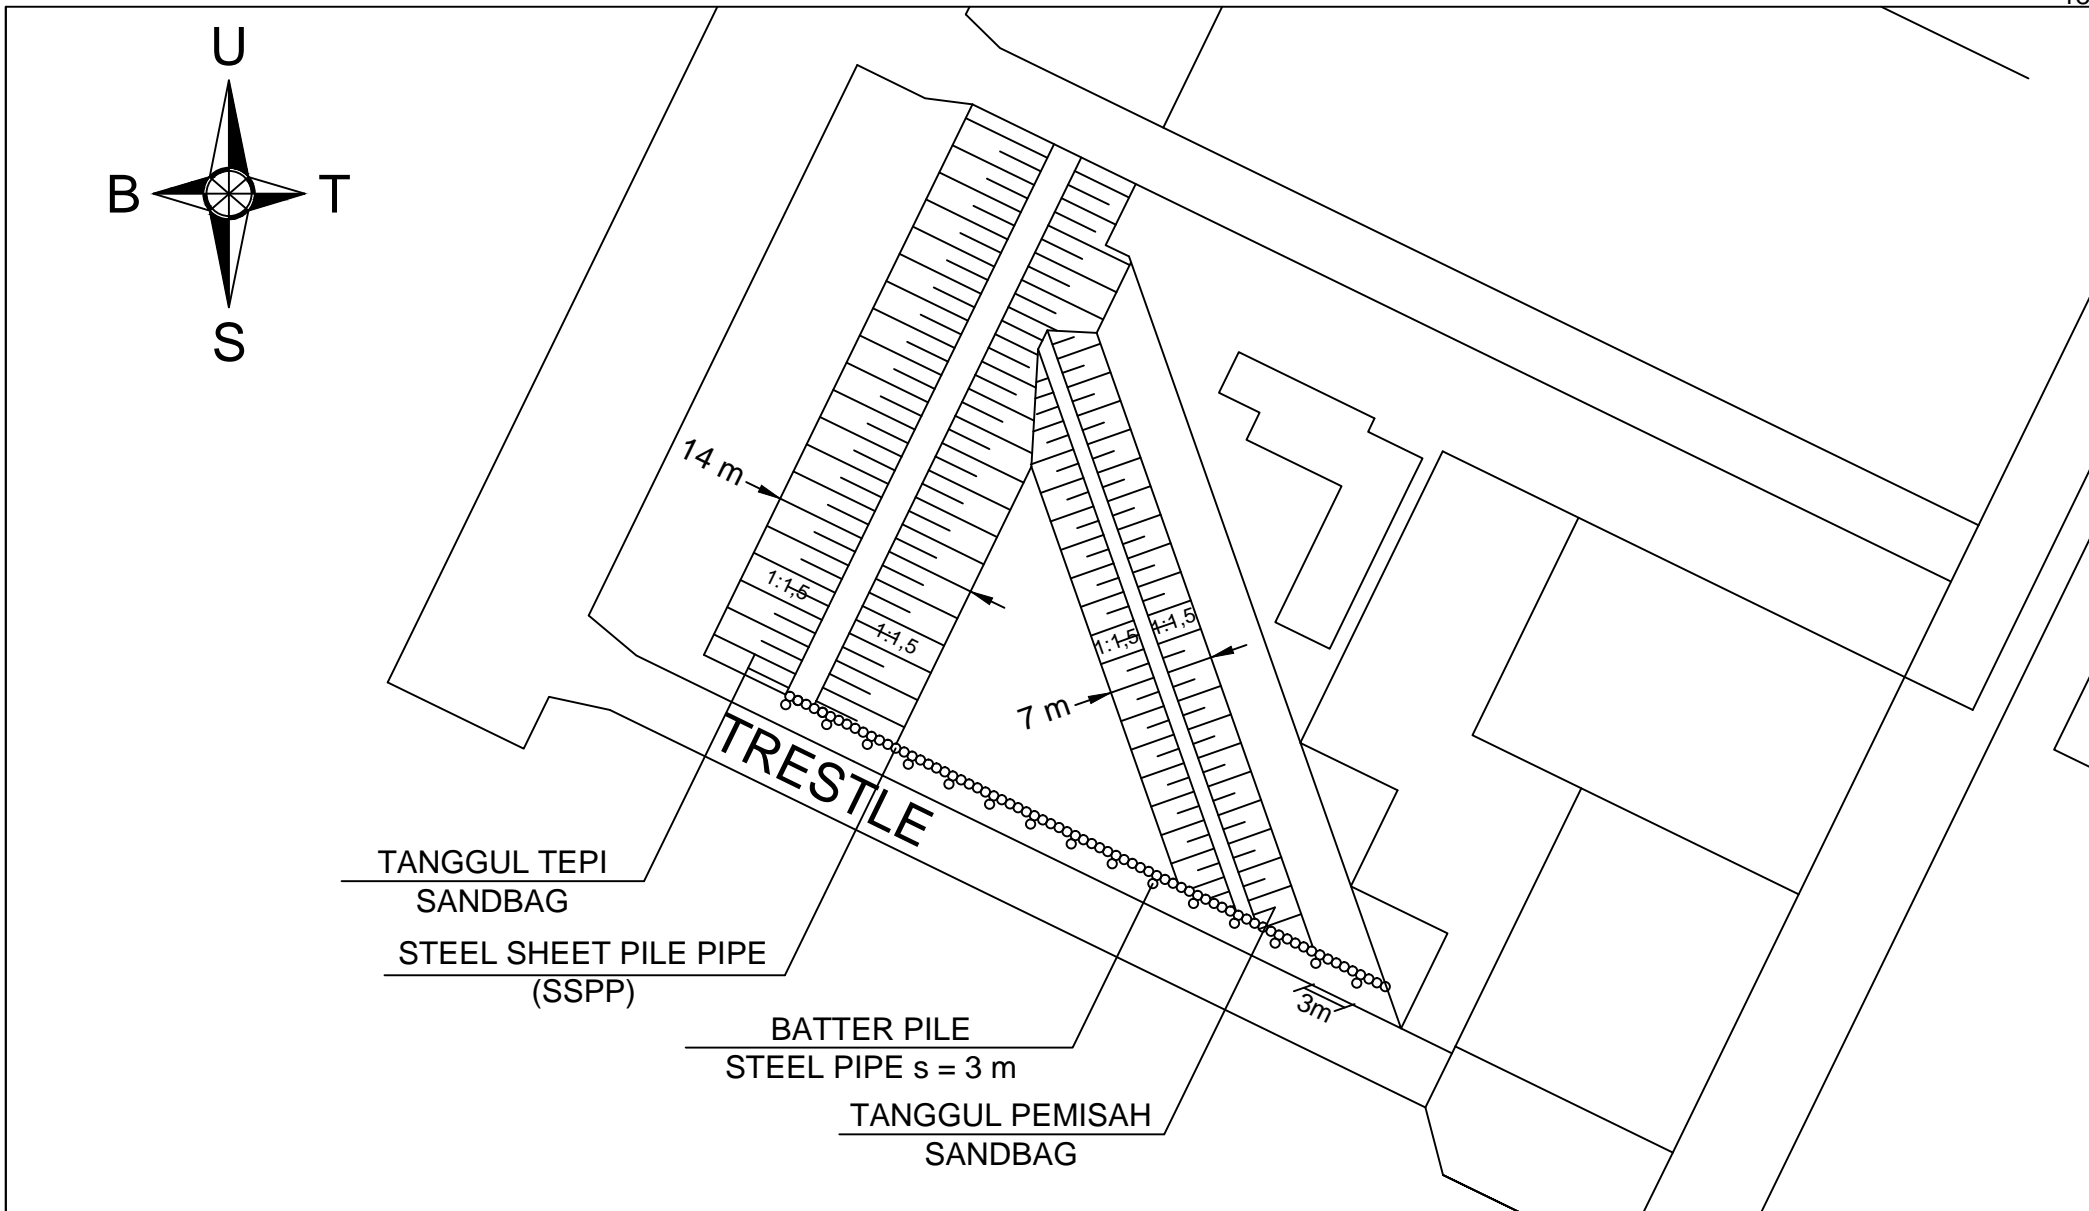 U
B T
S
14 m
1:1,5
1:1,5
1:1,5
1:1,5
7 m
TRESTLE
TANGGUL TEPI
SANDBAG
STEEL SHEET PILE PIPE
(SSPP)
3m
BATTER PILE
STEEL PIPE s = 3 m
TANGGUL PEMISAH
SANDBAG